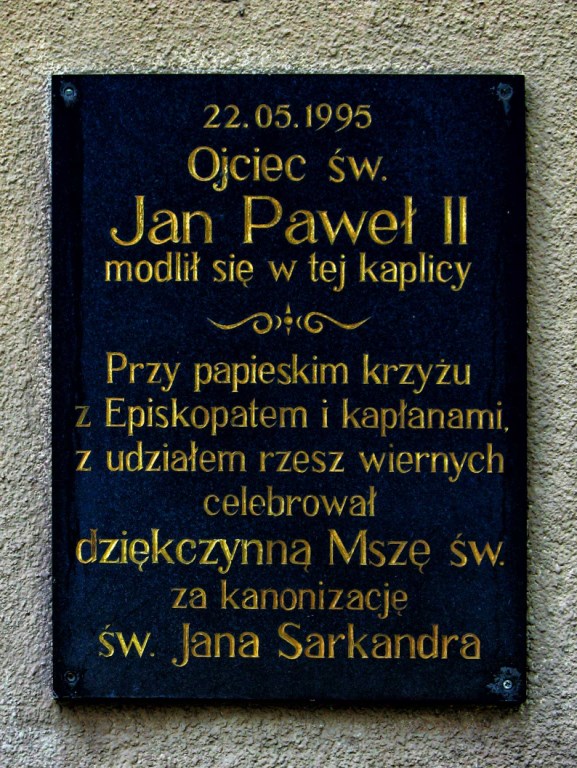 22.05.1995
Ojciec św.
Jan Paweł II
modlił się w tej kaplicy
Przy papieskim krzyżu
z Episkopatem i kapłanami,
z udziałem rzesz wiernych
celebrował
dziękczynną Mszę św.
za kanonizację
św. Jana Sarkandra